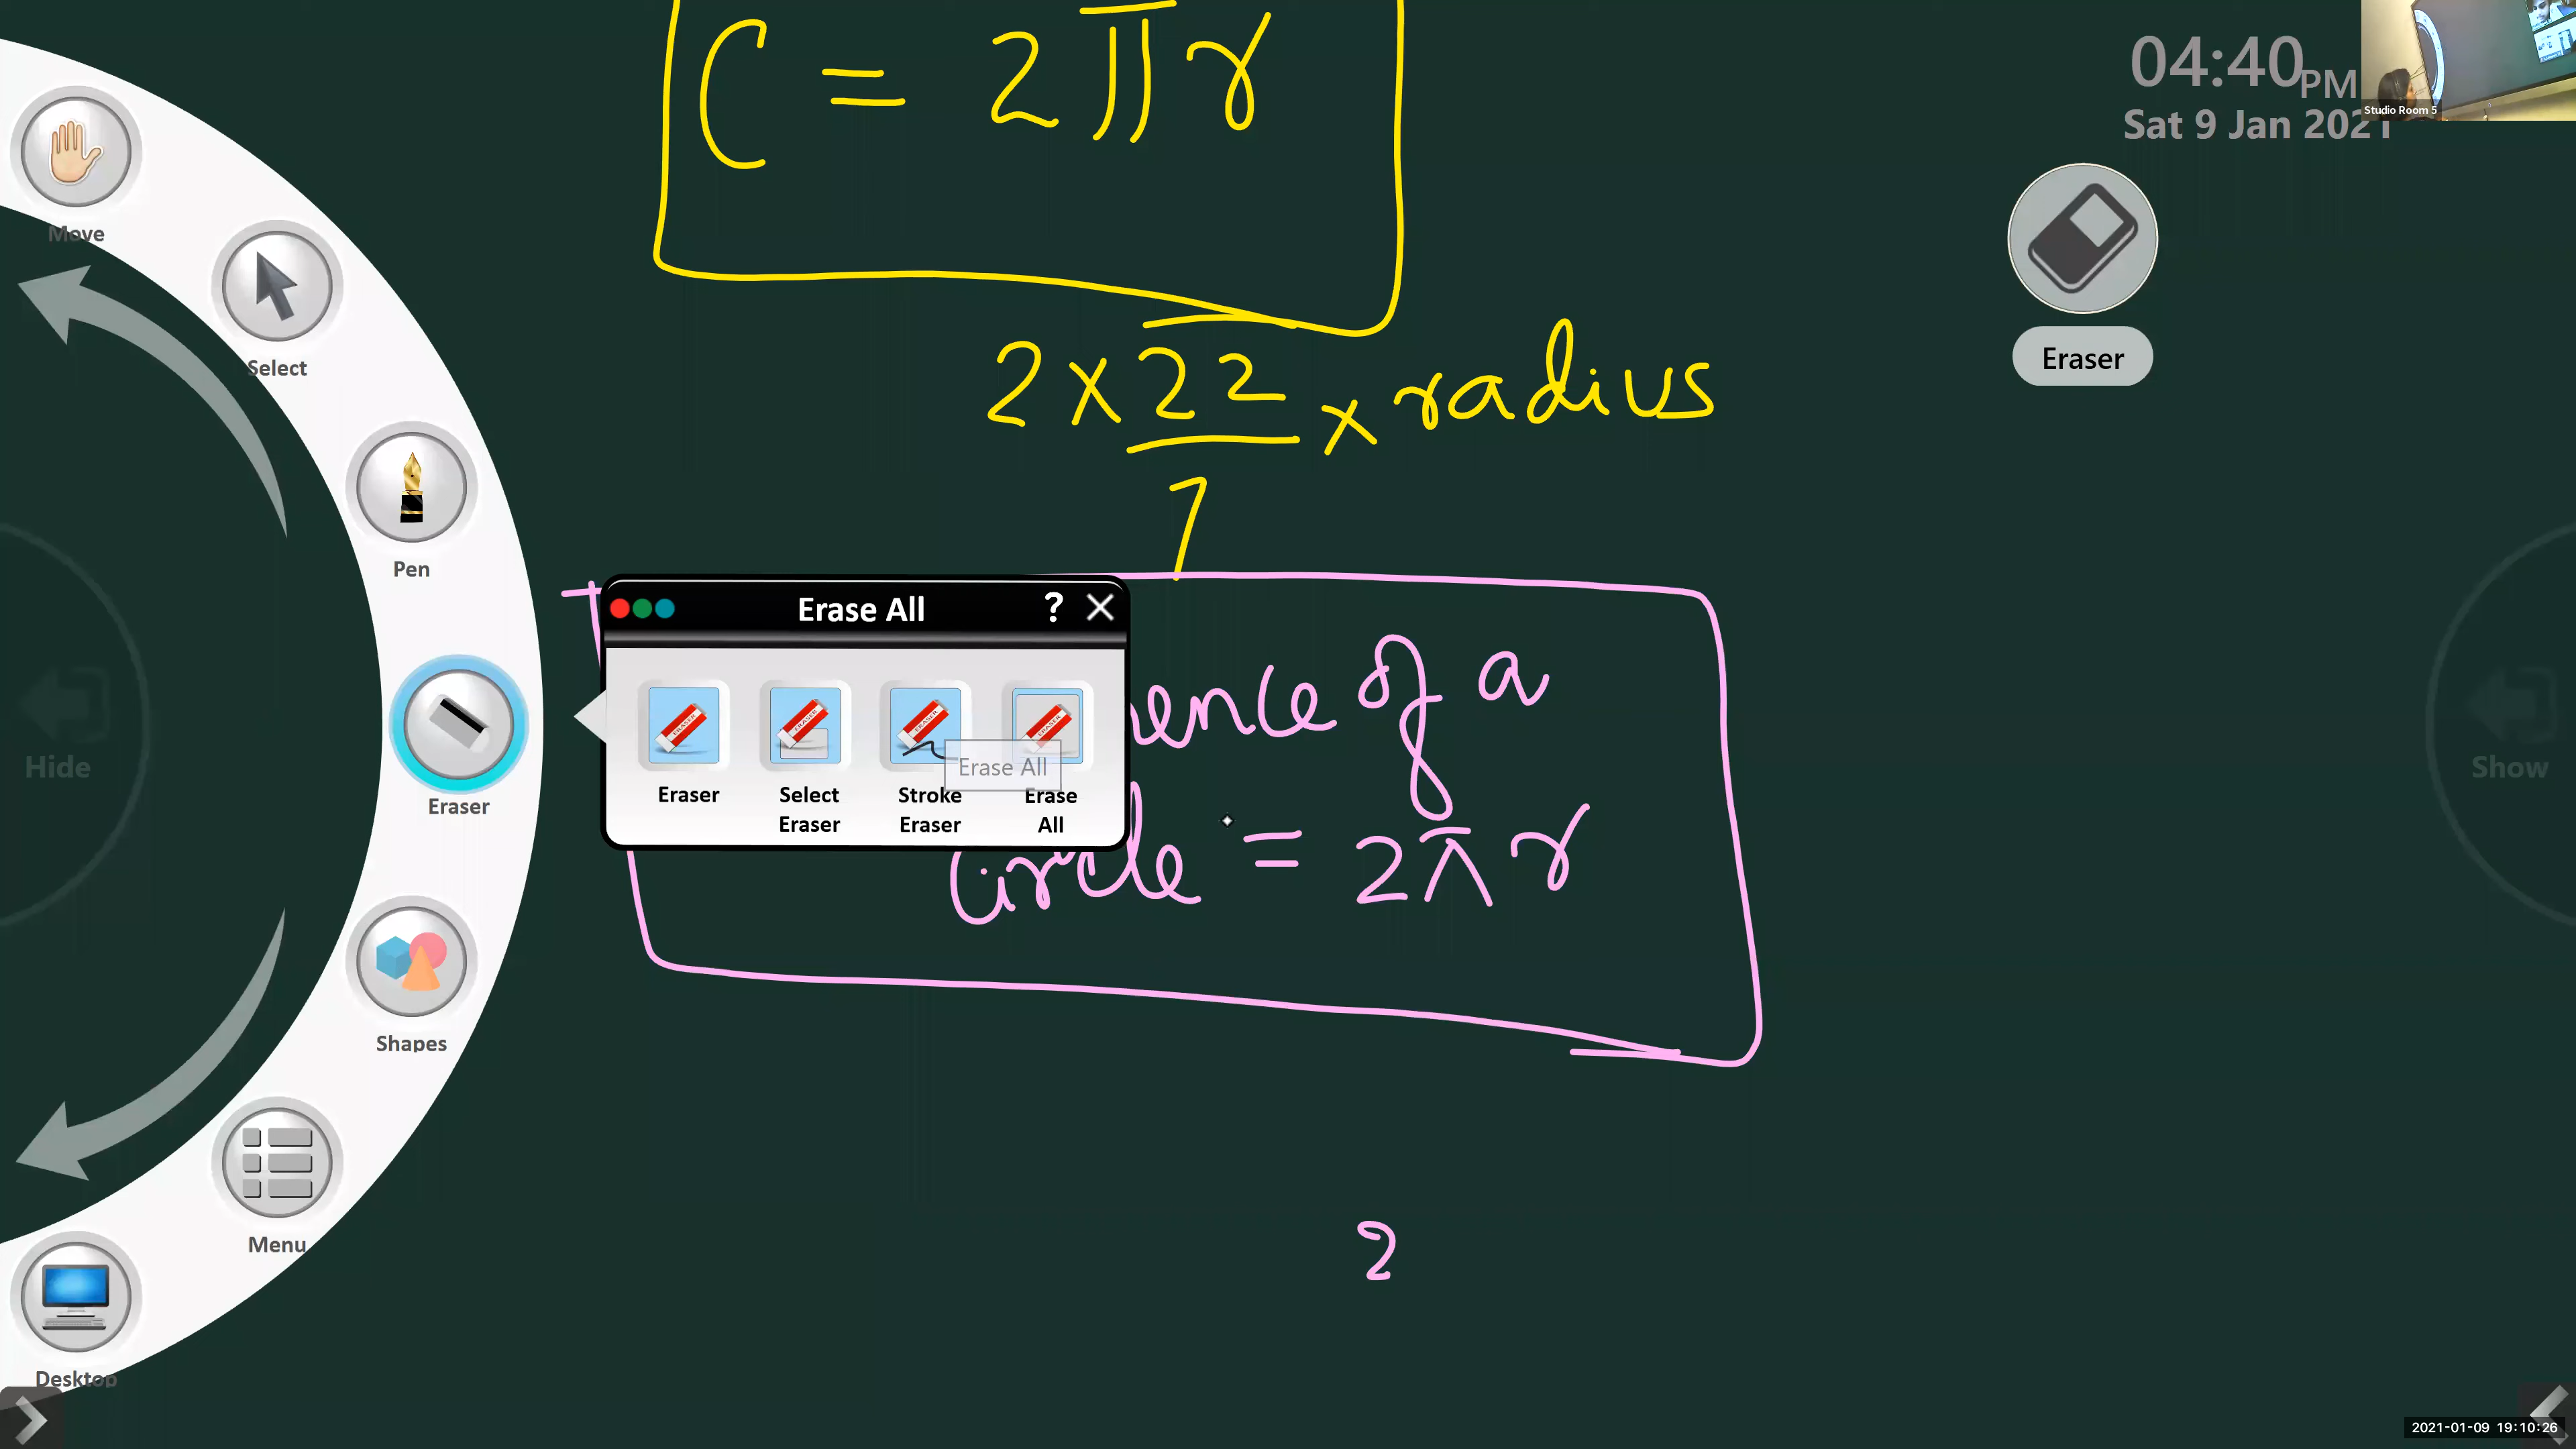 C = 2πr
04:40 PM
Sat 9 Jan 2021
Studio Room 5
Move
Select
Eraser
2 × 22 × radius
7
Pen
Erase All ?
of a
Eraser
Select Eraser
Stroke Eraser
Erase All
Erase All
Hide
Show
Eraser
Circle = 2πr
Shapes
Menu
2
Desktop
2021-01-09 19:10:26